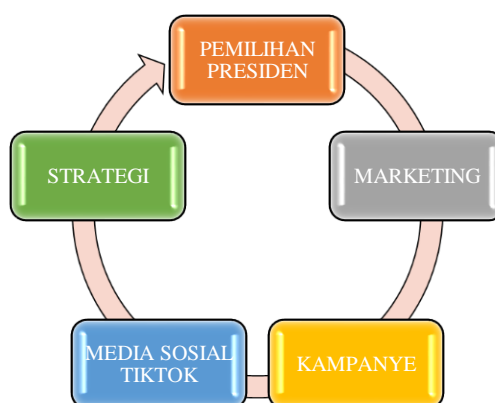 PEMILIHAN
PRESIDEN
MARKETING
KAMPANYE
MEDIA SOSIAL
TIKTOK
STRATEGI